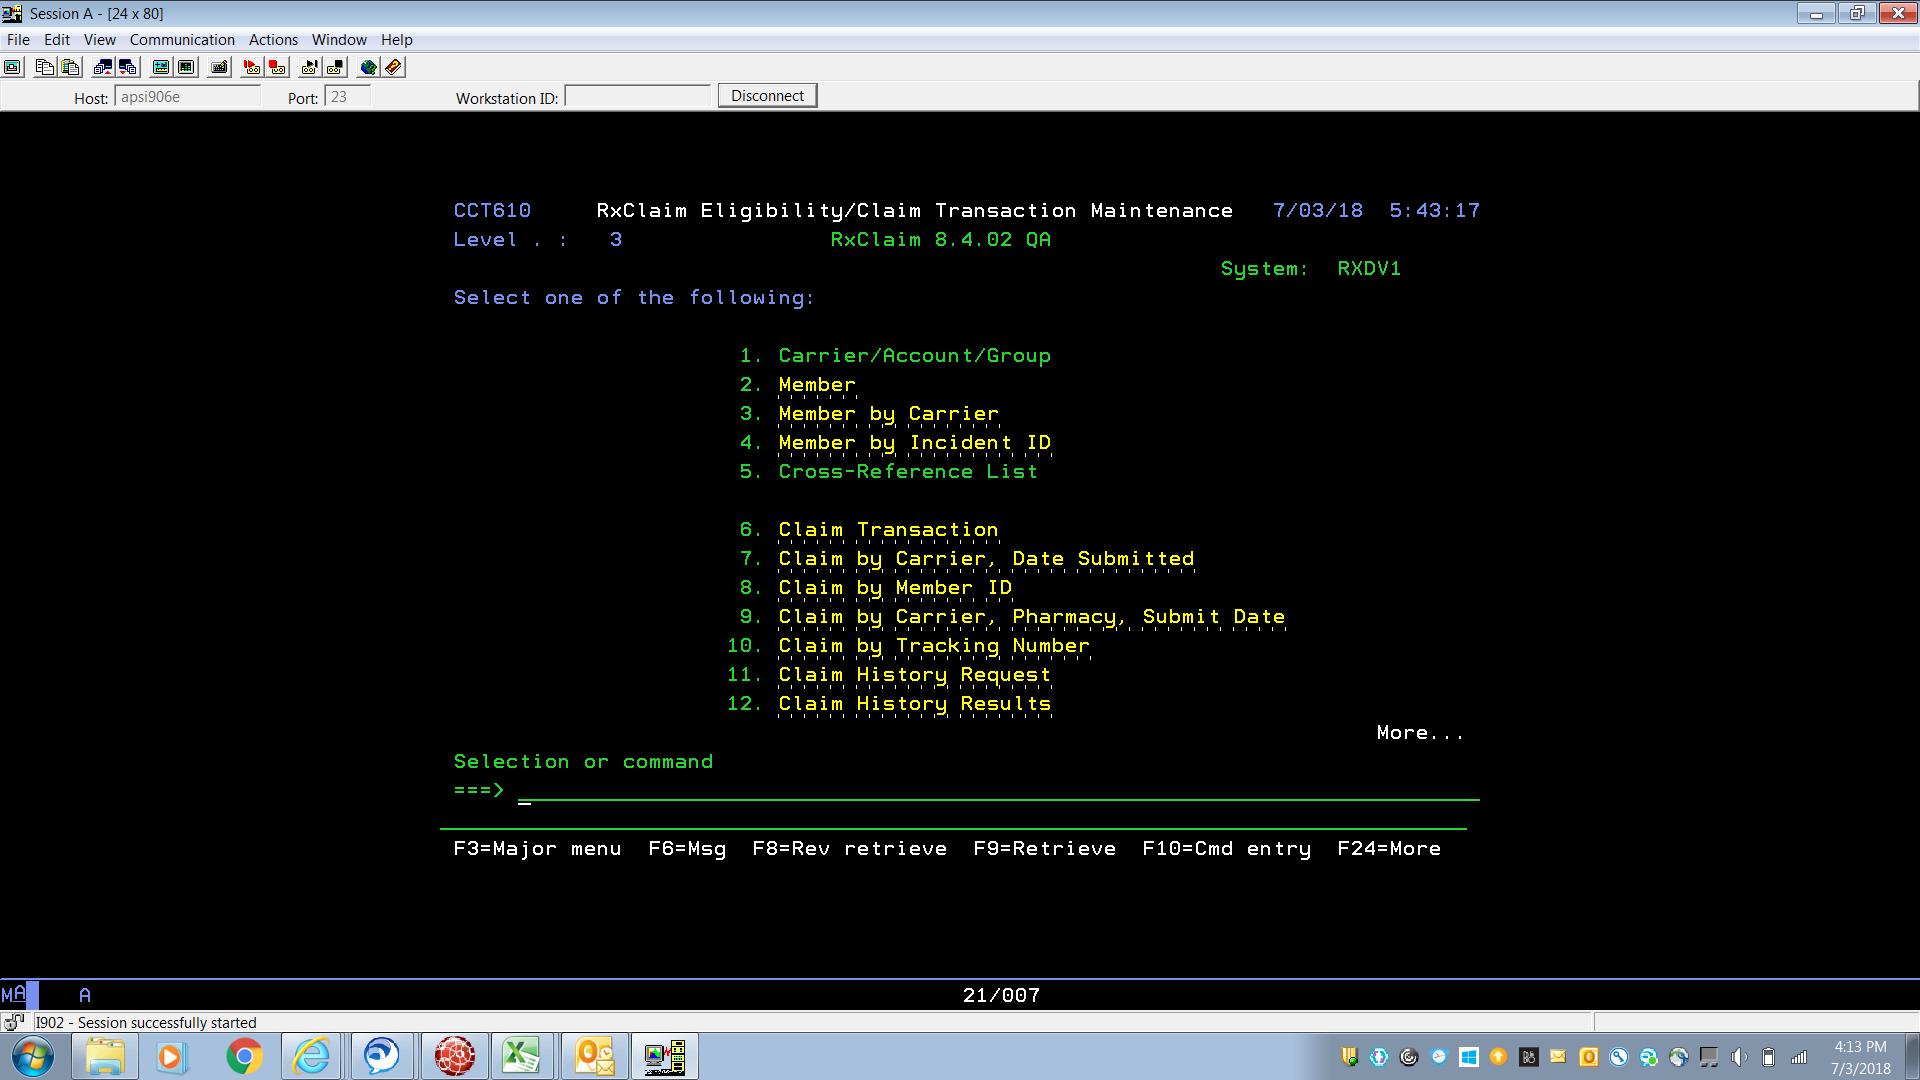 Session A - [24 x 80]
File Edit View Communication Actions Window Help
Host: apsi906e Port: 23 Workstation ID: Disconnect
CCT610 RxClaim Eligibility/Claim Transaction Maintenance 7/03/18 5:43:17
Level . : 3 RxClaim 8.4.02 QA
System: RXDV1
Select one of the following:
1. Carrier/Account/Group
2. Member
3. Member by Carrier
4. Member by Incident ID
5. Cross-Reference List
6. Claim Transaction
7. Claim by Carrier, Date Submitted
8. Claim by Member ID
9. Claim by Carrier, Pharmacy, Submit Date
10. Claim by Tracking Number
11. Claim History Request
12. Claim History Results
More...
Selection or command
===> _
F3=Major menu F6=Msg F8=Rev retrieve F9=Retrieve F10=Cmd entry F24=More
MA A 21/007
I902 - Session successfully started
4:13 PM
7/3/2018